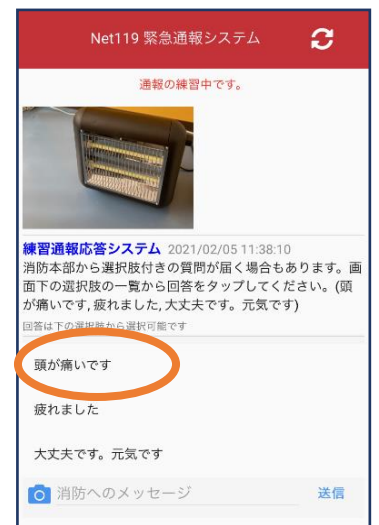 Net119 緊急通報システム
通報の練習中です。
練習通報応答システム 2021/02/05 11:38:10
消防本部から選択肢付きの質問が届く場合もあります。画
面下の選択肢の一覧から回答をタップしてください。(頭
が痛いです, 疲れました, 大丈夫です。元気です)
回答は下の選択肢から選択可能です
頭が痛いです
疲れました
大丈夫です。元気です
消防へのメッセージ 送信